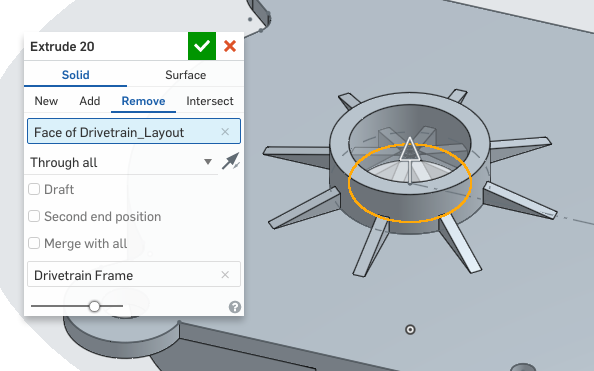 Extrude 20
Solid Surface
New Add Remove Intersect
Face of Drivetrain_Layout
Through all
Draft
Second end position
Merge with all
Drivetrain Frame
?